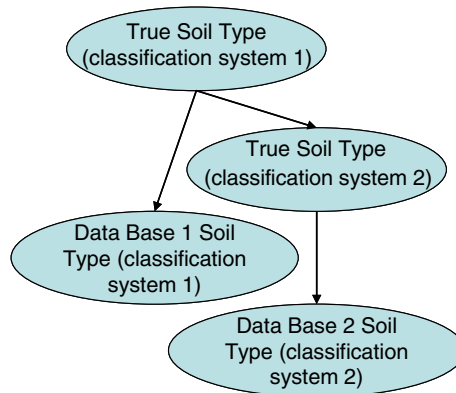 True Soil Type
(classification system 1)
True Soil Type
(classification system 2)
Data Base 1 Soil
Type (classification
system 1)
Data Base 2 Soil
Type (classification
system 2)